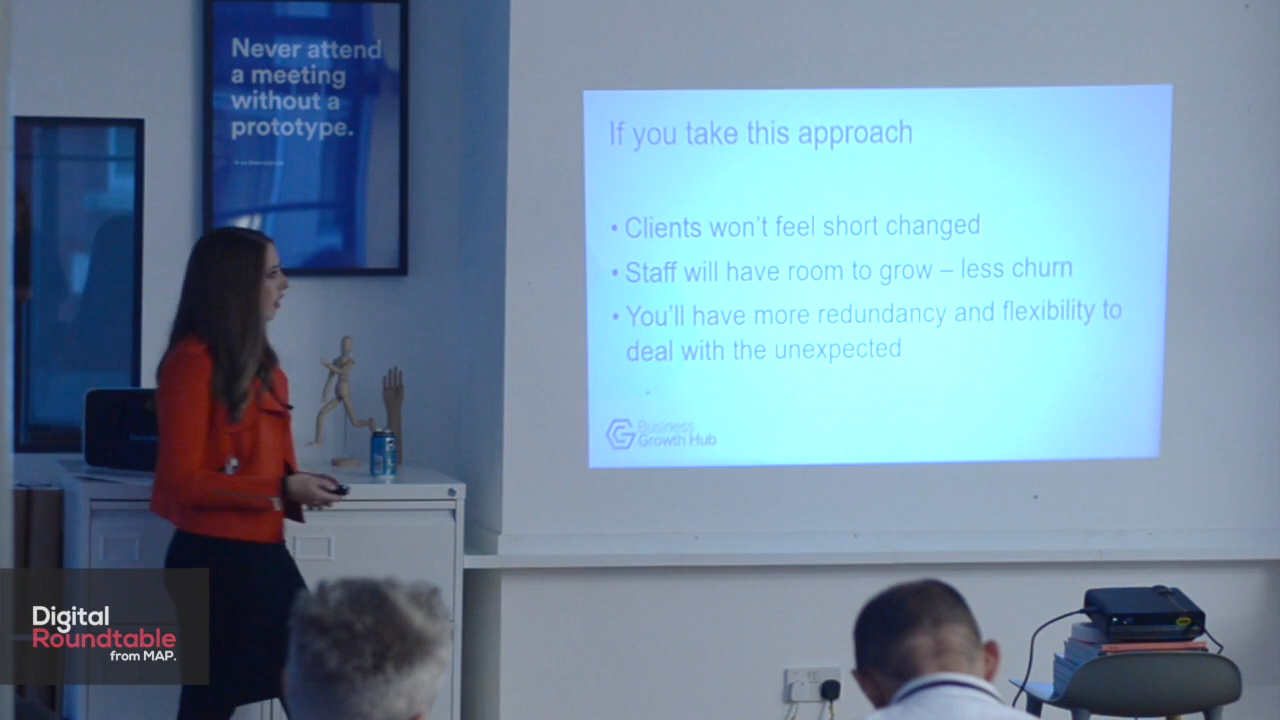 Never attend
a meeting
without a
prototype.
If you take this approach
• Clients won't feel short changed
• Staff will have room to grow – less churn
• You'll have more redundancy and flexibility to
deal with the unexpected
Business
Growth Hub
Digital
Roundtable
from MAP.